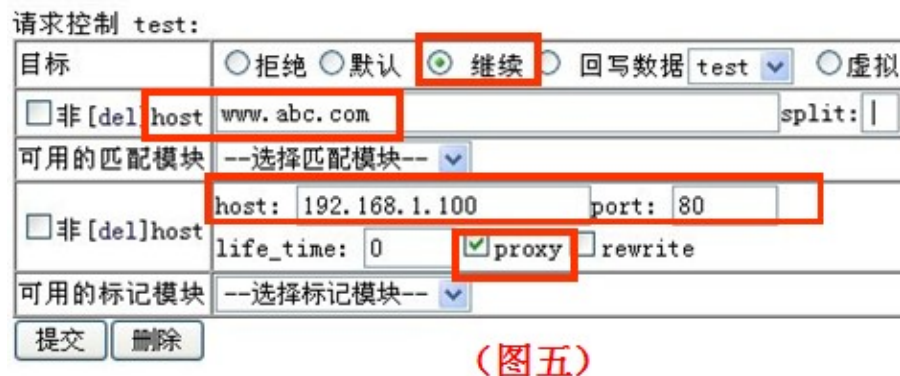 请求控制 test:
目标 拒绝 默认 继续 回写数据 test 虚拟
非[del]host www.abc.com split: |
可用的匹配模块 --选择匹配模块--
host: 192.168.1.100 port: 80
非[del]host
life_time: 0 proxy rewrite
可用的标记模块 --选择标记模块--
提交 删除
(图五)